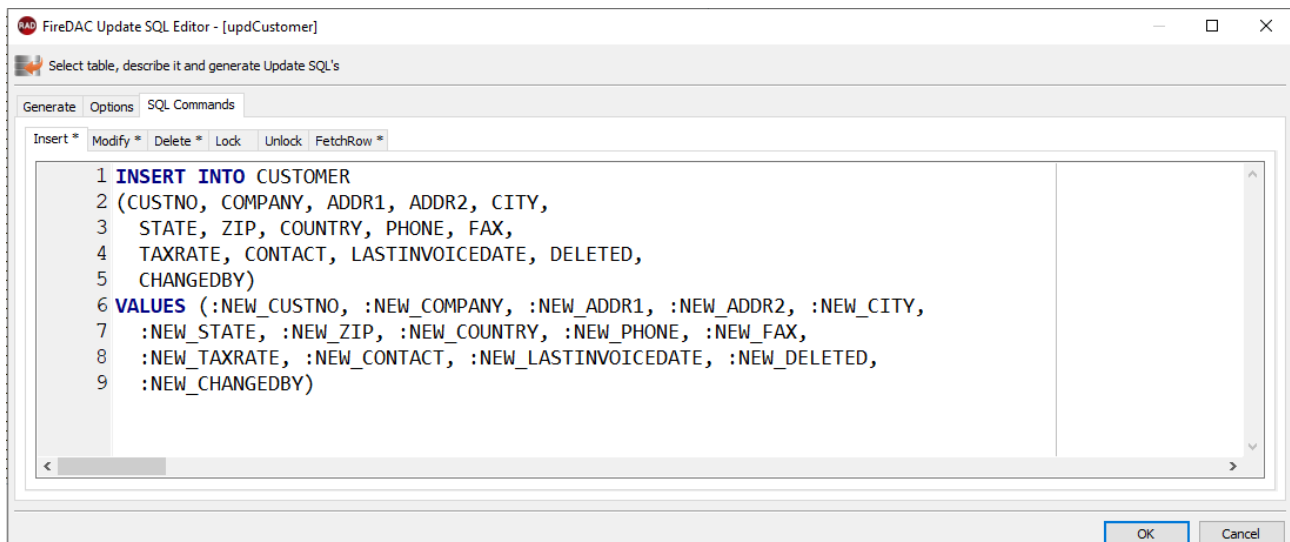 RAD FireDAC Update SQL Editor - [updCustomer]
Select table, describe it and generate Update SQL's
Generate Options SQL Commands
Insert * Modify * Delete * Lock Unlock FetchRow *
1 INSERT INTO CUSTOMER
2 (CUSTNO, COMPANY, ADDR1, ADDR2, CITY,
3 STATE, ZIP, COUNTRY, PHONE, FAX,
4 TAXRATE, CONTACT, LASTINVOICEDATE, DELETED,
5 CHANGEDBY)
6 VALUES (:NEW_CUSTNO, :NEW_COMPANY, :NEW_ADDR1, :NEW_ADDR2, :NEW_CITY,
7 :NEW_STATE, :NEW_ZIP, :NEW_COUNTRY, :NEW_PHONE, :NEW_FAX,
8 :NEW_TAXRATE, :NEW_CONTACT, :NEW_LASTINVOICEDATE, :NEW_DELETED,
9 :NEW_CHANGEDBY)
OK Cancel